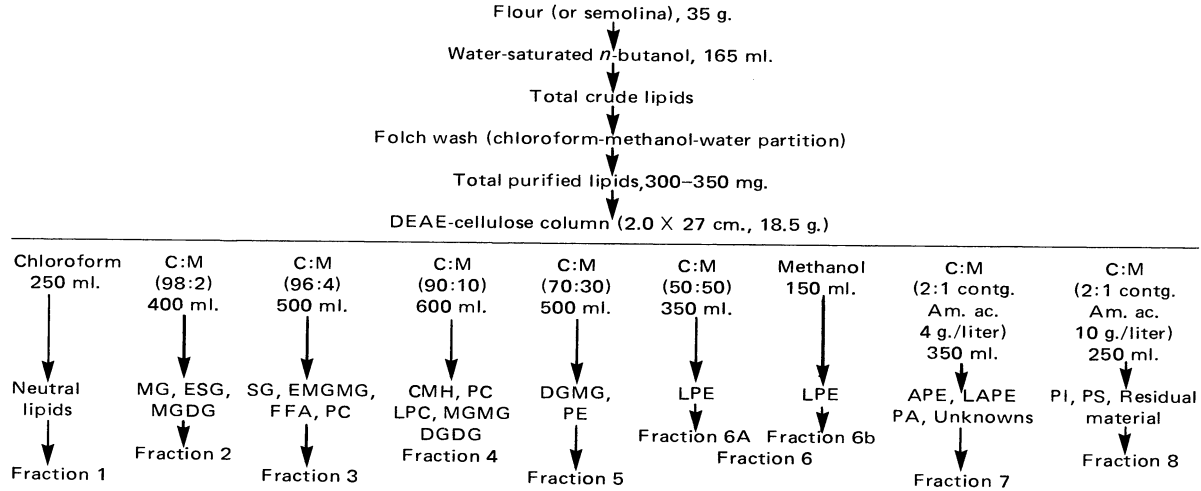 Flour (or semolina), 35 g.
Water-saturated n-butanol, 165 ml.
Total crude lipids
Folch wash (chloroform-methanol-water partition)
Total purified lipids,300–350 mg.
DEAE-cellulose column (2.0 X 27 cm., 18.5 g.)
Chloroform
250 ml.
Neutral
lipids
Fraction 1
C:M
(98:2)
400 ml.
MG, ESG,
MGDG
Fraction 2
C:M
(96:4)
500 ml.
SG, EMGMG,
FFA, PC
Fraction 3
C:M
(90:10)
600 ml.
CMH, PC
LPC, MGMG
DGDG
Fraction 4
C:M
(70:30)
500 ml.
DGMG,
PE
Fraction 5
C:M
(50:50)
350 ml.
LPE
Fraction 6A
Methanol
150 ml.
LPE
Fraction 6b
Fraction 6
C:M
(2:1 contg.
Am. ac.
4 g./liter)
350 ml.
APE, LAPE
PA, Unknowns
Fraction 7
C:M
(2:1 contg.
Am. ac.
10 g./liter)
250 ml.
PI, PS, Residual
material
Fraction 8